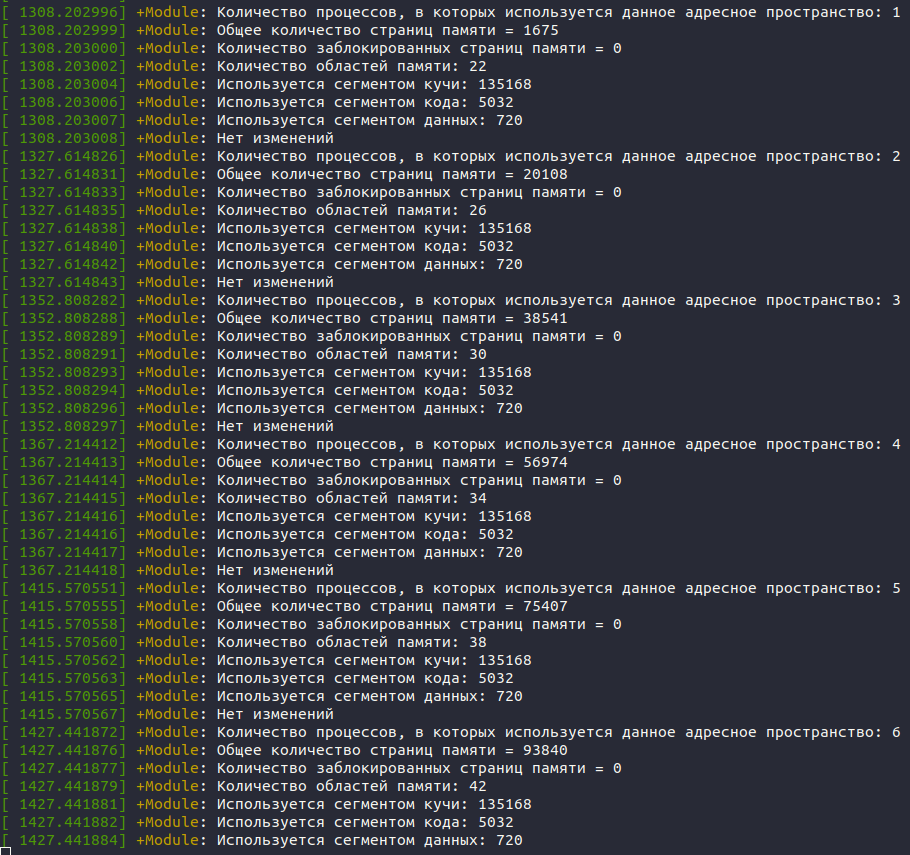 [ 1308.202996] +Module: Количество процессов, в которых используется данное адресное пространство: 1
[ 1308.202999] +Module: Общее количество страниц памяти = 1675
[ 1308.203000] +Module: Количество заблокированных страниц памяти = 0
[ 1308.203002] +Module: Количество областей памяти: 22
[ 1308.203004] +Module: Используется сегментом кучи: 135168
[ 1308.203006] +Module: Используется сегментом кода: 5032
[ 1308.203007] +Module: Используется сегментом данных: 720
[ 1308.203008] +Module: Нет изменений
[ 1327.614826] +Module: Количество процессов, в которых используется данное адресное пространство: 2
[ 1327.614831] +Module: Общее количество страниц памяти = 20108
[ 1327.614833] +Module: Количество заблокированных страниц памяти = 0
[ 1327.614835] +Module: Количество областей памяти: 26
[ 1327.614838] +Module: Используется сегментом кучи: 135168
[ 1327.614840] +Module: Используется сегментом кода: 5032
[ 1327.614842] +Module: Используется сегментом данных: 720
[ 1327.614843] +Module: Нет изменений
[ 1352.808282] +Module: Количество процессов, в которых используется данное адресное пространство: 3
[ 1352.808288] +Module: Общее количество страниц памяти = 38541
[ 1352.808289] +Module: Количество заблокированных страниц памяти = 0
[ 1352.808291] +Module: Количество областей памяти: 30
[ 1352.808293] +Module: Используется сегментом кучи: 135168
[ 1352.808294] +Module: Используется сегментом кода: 5032
[ 1352.808296] +Module: Используется сегментом данных: 720
[ 1352.808297] +Module: Нет изменений
[ 1367.214412] +Module: Количество процессов, в которых используется данное адресное пространство: 4
[ 1367.214413] +Module: Общее количество страниц памяти = 56974
[ 1367.214414] +Module: Количество заблокированных страниц памяти = 0
[ 1367.214415] +Module: Количество областей памяти: 34
[ 1367.214416] +Module: Используется сегментом кучи: 135168
[ 1367.214416] +Module: Используется сегментом кода: 5032
[ 1367.214417] +Module: Используется сегментом данных: 720
[ 1367.214418] +Module: Нет изменений
[ 1415.570551] +Module: Количество процессов, в которых используется данное адресное пространство: 5
[ 1415.570555] +Module: Общее количество страниц памяти = 75407
[ 1415.570558] +Module: Количество заблокированных страниц памяти = 0
[ 1415.570560] +Module: Количество областей памяти: 38
[ 1415.570562] +Module: Используется сегментом кучи: 135168
[ 1415.570563] +Module: Используется сегментом кода: 5032
[ 1415.570565] +Module: Используется сегментом данных: 720
[ 1415.570567] +Module: Нет изменений
[ 1427.441872] +Module: Количество процессов, в которых используется данное адресное пространство: 6
[ 1427.441876] +Module: Общее количество страниц памяти = 93840
[ 1427.441877] +Module: Количество заблокированных страниц памяти = 0
[ 1427.441879] +Module: Количество областей памяти: 42
[ 1427.441881] +Module: Используется сегментом кучи: 135168
[ 1427.441882] +Module: Используется сегментом кода: 5032
[ 1427.441884] +Module: Используется сегментом данных: 720